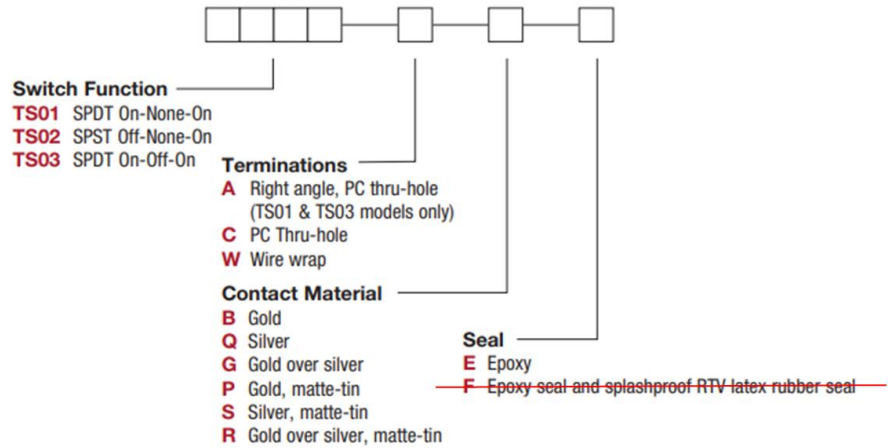 Switch Function
TS01 SPDT On-None-On
TS02 SPST Off-None-On
TS03 SPDT On-Off-On
Terminations
A Right angle, PC thru-hole
(TS01 & TS03 models only)
C PC Thru-hole
W Wire wrap
Contact Material
B Gold
Q Silver
G Gold over silver
P Gold, matte-tin
S Silver, matte-tin
R Gold over silver, matte-tin
Seal
E Epoxy
F Epoxy seal and splashproof RTV latex rubber seal